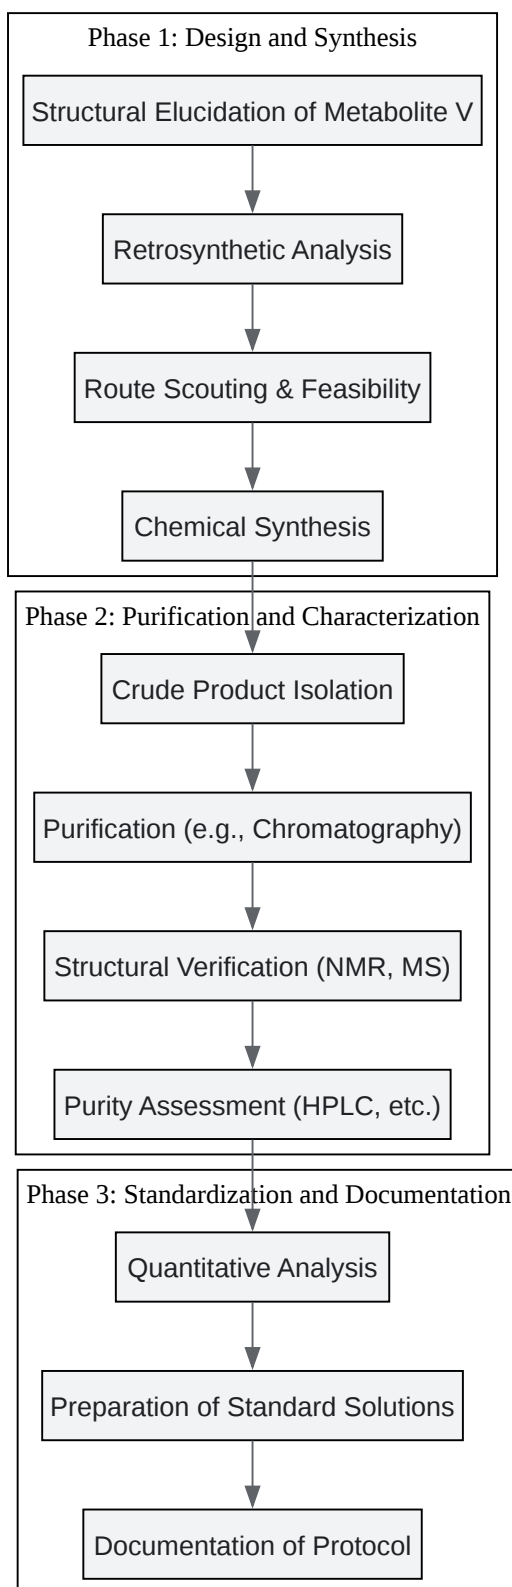 Phase 1: Design and Synthesis
Structural Elucidation of Metabolite V
Retrosynthetic Analysis
Route Scouting & Feasibility
Chemical Synthesis
Phase 2: Purification and Characterization
Crude Product Isolation
Purification (e.g., Chromatography)
Structural Verification (NMR, MS)
Purity Assessment (HPLC, etc.)
Phase 3: Standardization and Documentation
Quantitative Analysis
Preparation of Standard Solutions
Documentation of Protocol